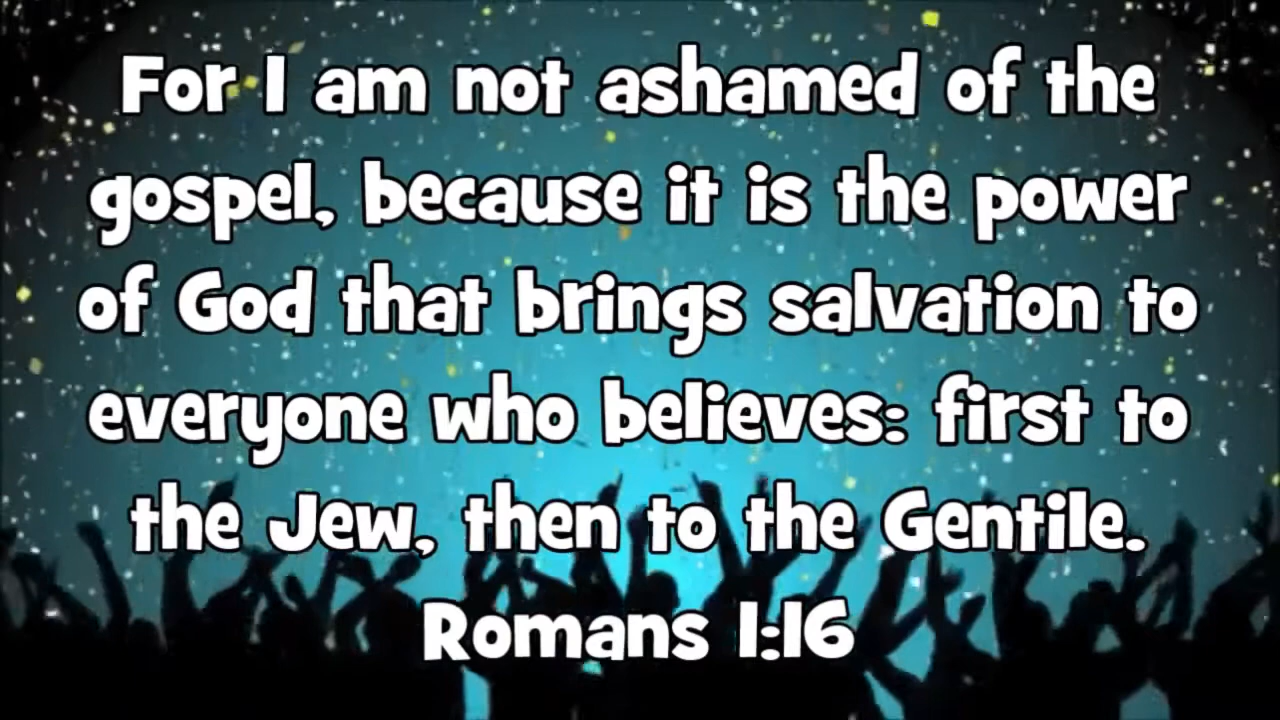 For I am not ashamed of the
gospel, because it is the power
of God that brings salvation to
everyone who believes: first to
the Jew, then to the Gentile.
Romans 1:16